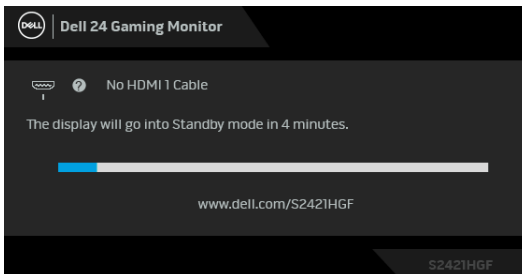 DELL
Dell 24 Gaming Monitor
? No HDMI 1 Cable
The display will go into Standby mode in 4 minutes.
www.dell.com/S2421HGF
S2421HGF